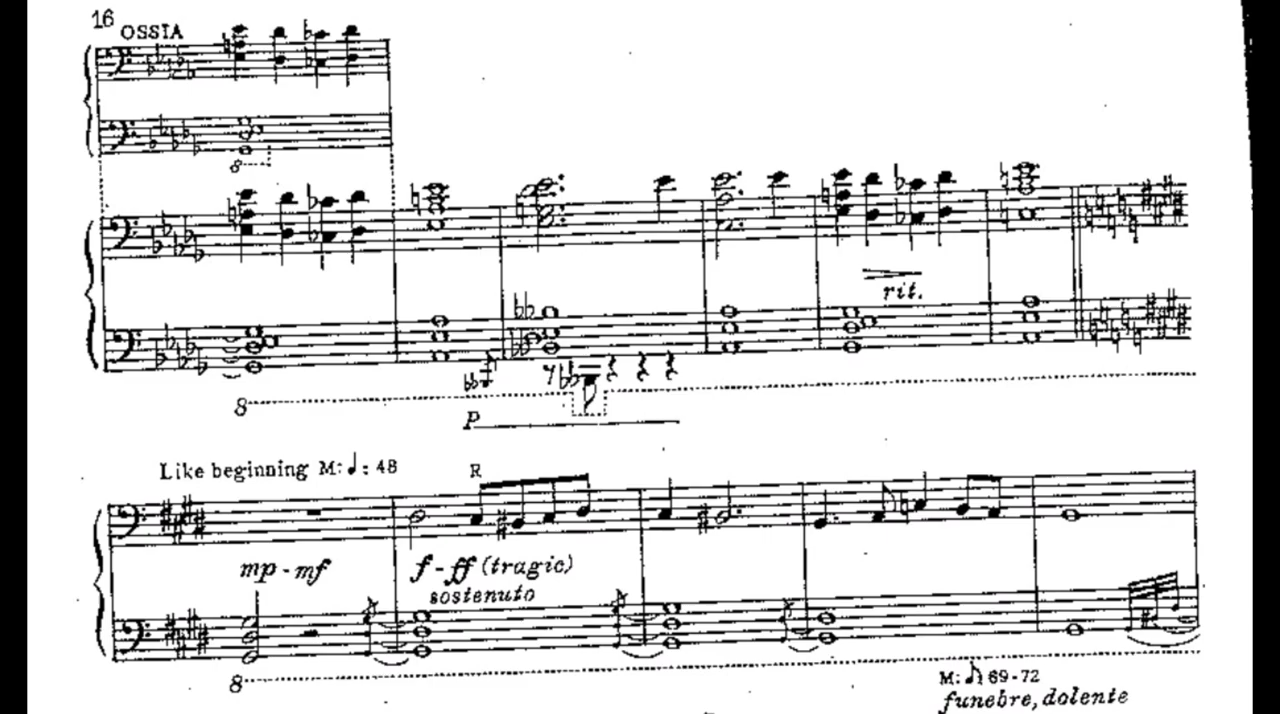 16
OSSIA
8
rit.
8
P
Like beginning M: ♩: 48
R
mp - mf
f - ff (tragic)
sostenuto
8
M: ♪ 69-72
funebre, dolente